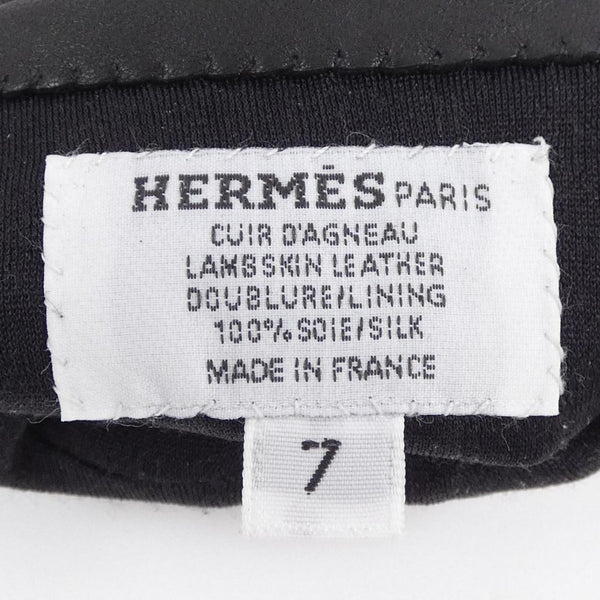 HERMÈS PARIS
CUIR D'AGNEAU
LAMBSKIN LEATHER
DOUBLURE/LINING
100% SOIE/SILK
MADE IN FRANCE
7